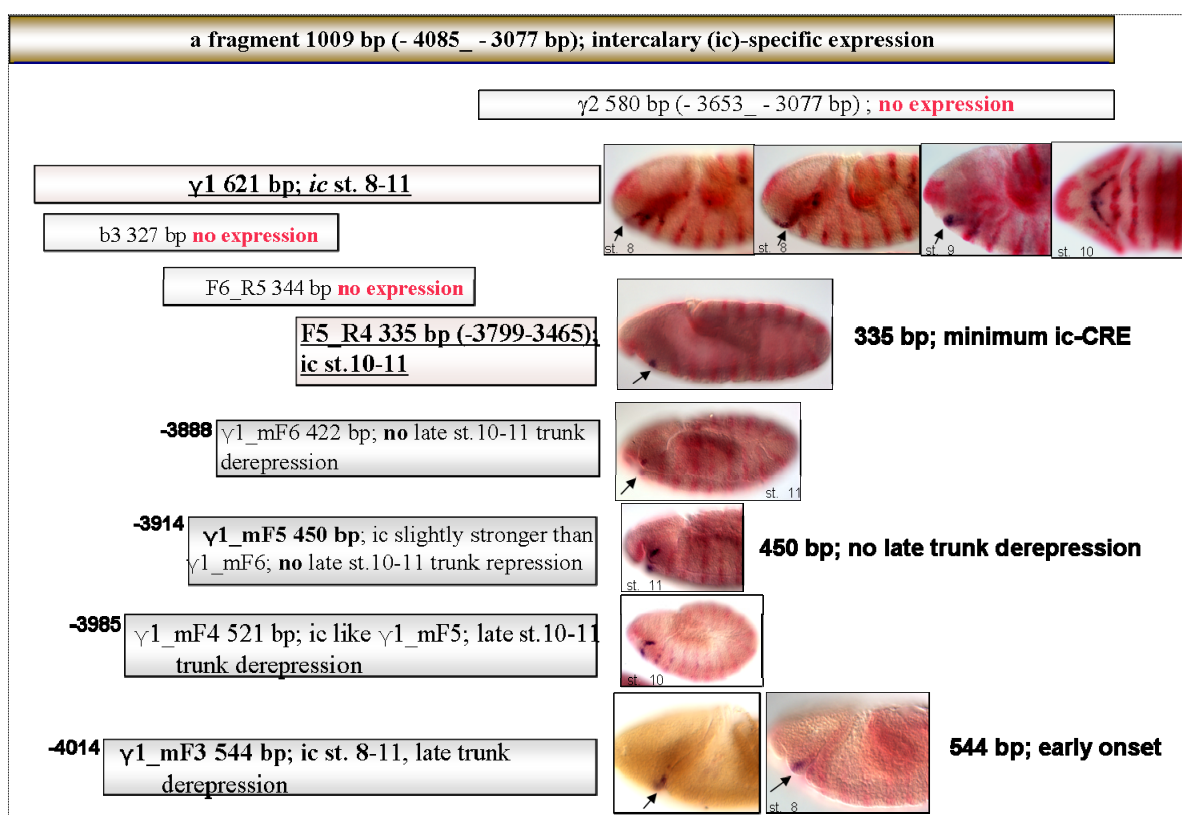 a fragment 1009 bp (- 4085_ - 3077 bp); intercalary (ic)-specific expression
γ2 580 bp (- 3653_ - 3077 bp) ; no expression
γ1 621 bp; ic st. 8-11
st. 8
st. 8
st. 9
st. 10
b3 327 bp no expression
F6_R5 344 bp no expression
F5_R4 335 bp (-3799-3465);
ic st.10-11
335 bp; minimum ic-CRE
-3888
γ1_mF6 422 bp; no late st.10-11 trunk
derepression
st. 11
-3914
γ1_mF5 450 bp; ic slightly stronger than
γ1_mF6; no late st.10-11 trunk repression
st. 11
450 bp; no late trunk derepression
-3985
γ1_mF4 521 bp; ic like γ1_mF5; late st.10-11
trunk derepression
st. 10
-4014
γ1_mF3 544 bp; ic st. 8-11, late trunk
derepression
st. 8
544 bp; early onset